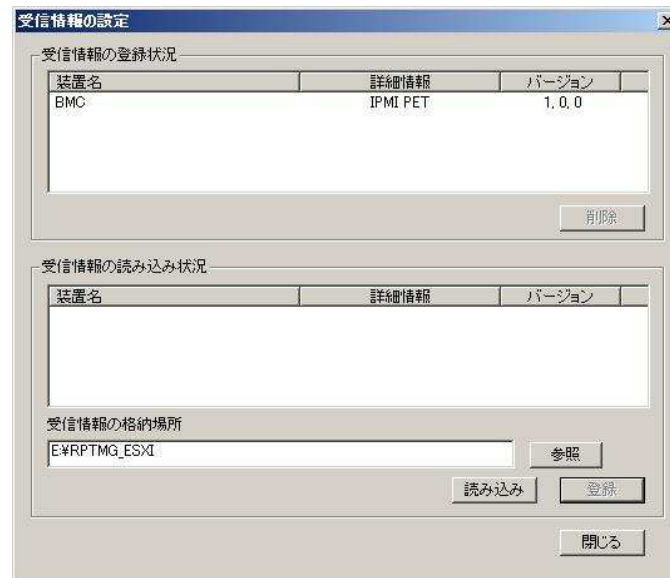 受信情報の設定
受信情報の登録状況
装置名 詳細情報 バージョン
BMC IPMI PET 1, 0, 0
削除
受信情報の読み込み状況
装置名 詳細情報 バージョン
受信情報の格納場所
E:¥RPTMG_ESXI
参照
読み込み 登録
閉じる